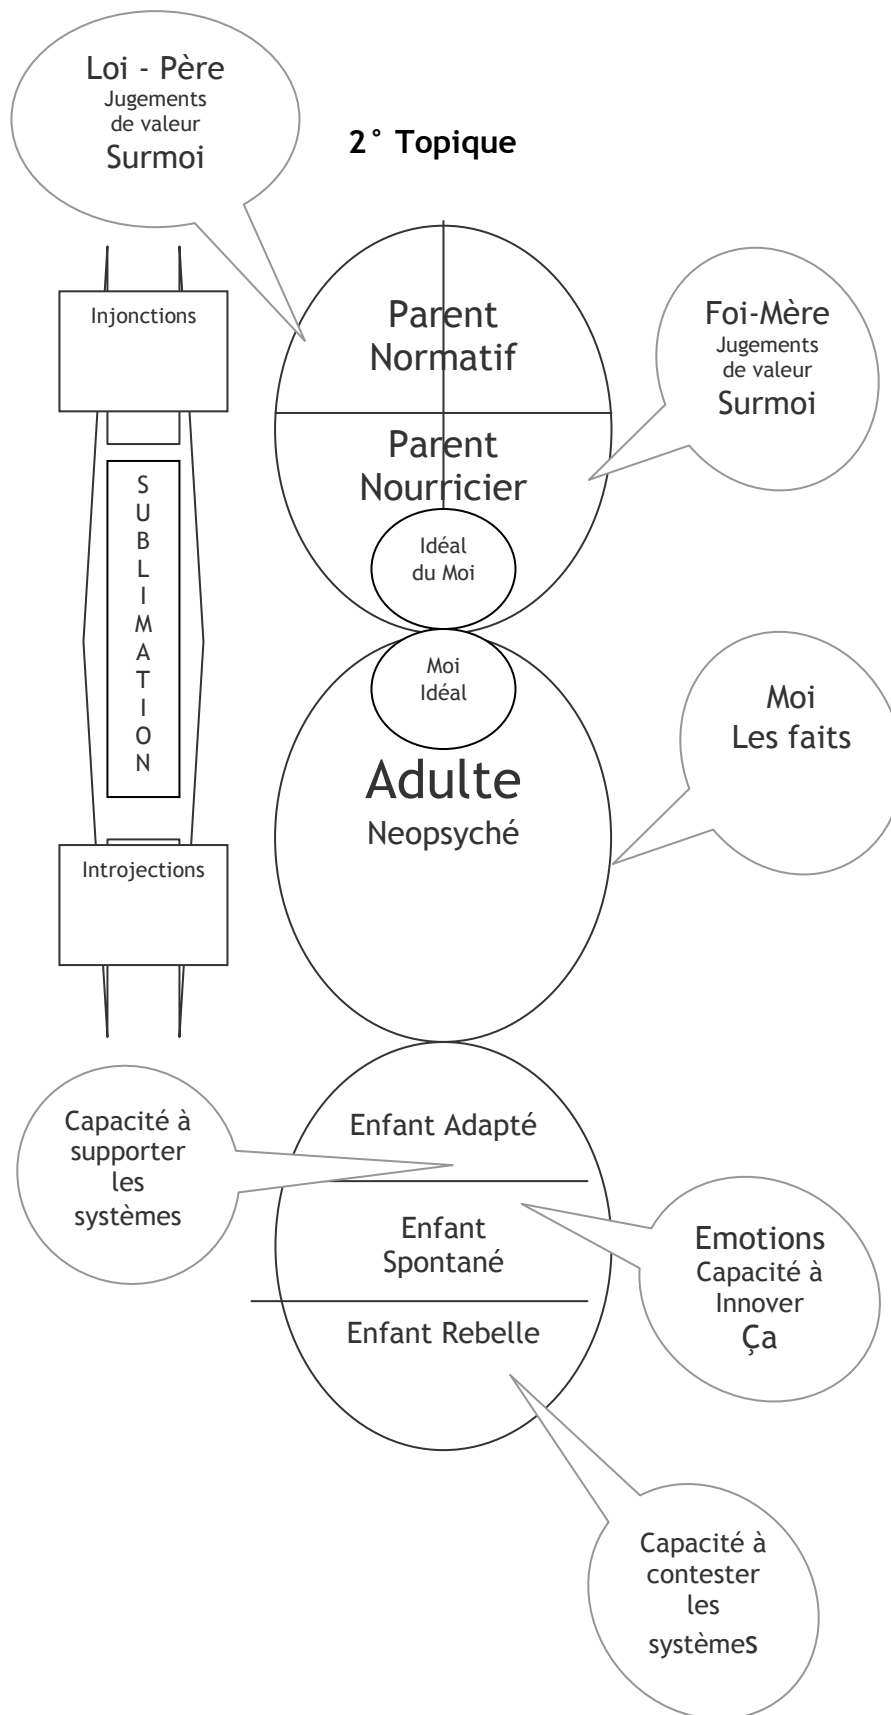 Loi - Père
Jugements
de valeur
Surmoi
2° Topique
Injonctions
Parent
Normatif
Foi-Mère
Jugements
de valeur
Surmoi
Parent
Nourricier
Idéal
du Moi
S
U
B
L
I
M
A
T
I
O
N
Moi
Idéal
Moi
Les faits
Adulte
Neopsyché
Introjections
Capacité à
supporter
les
systèmes
Enfant Adapté
Enfant
Spontané
Emotions
Capacité à
Innover
Ça
Enfant Rebelle
Capacité à
contester
les
systèmes